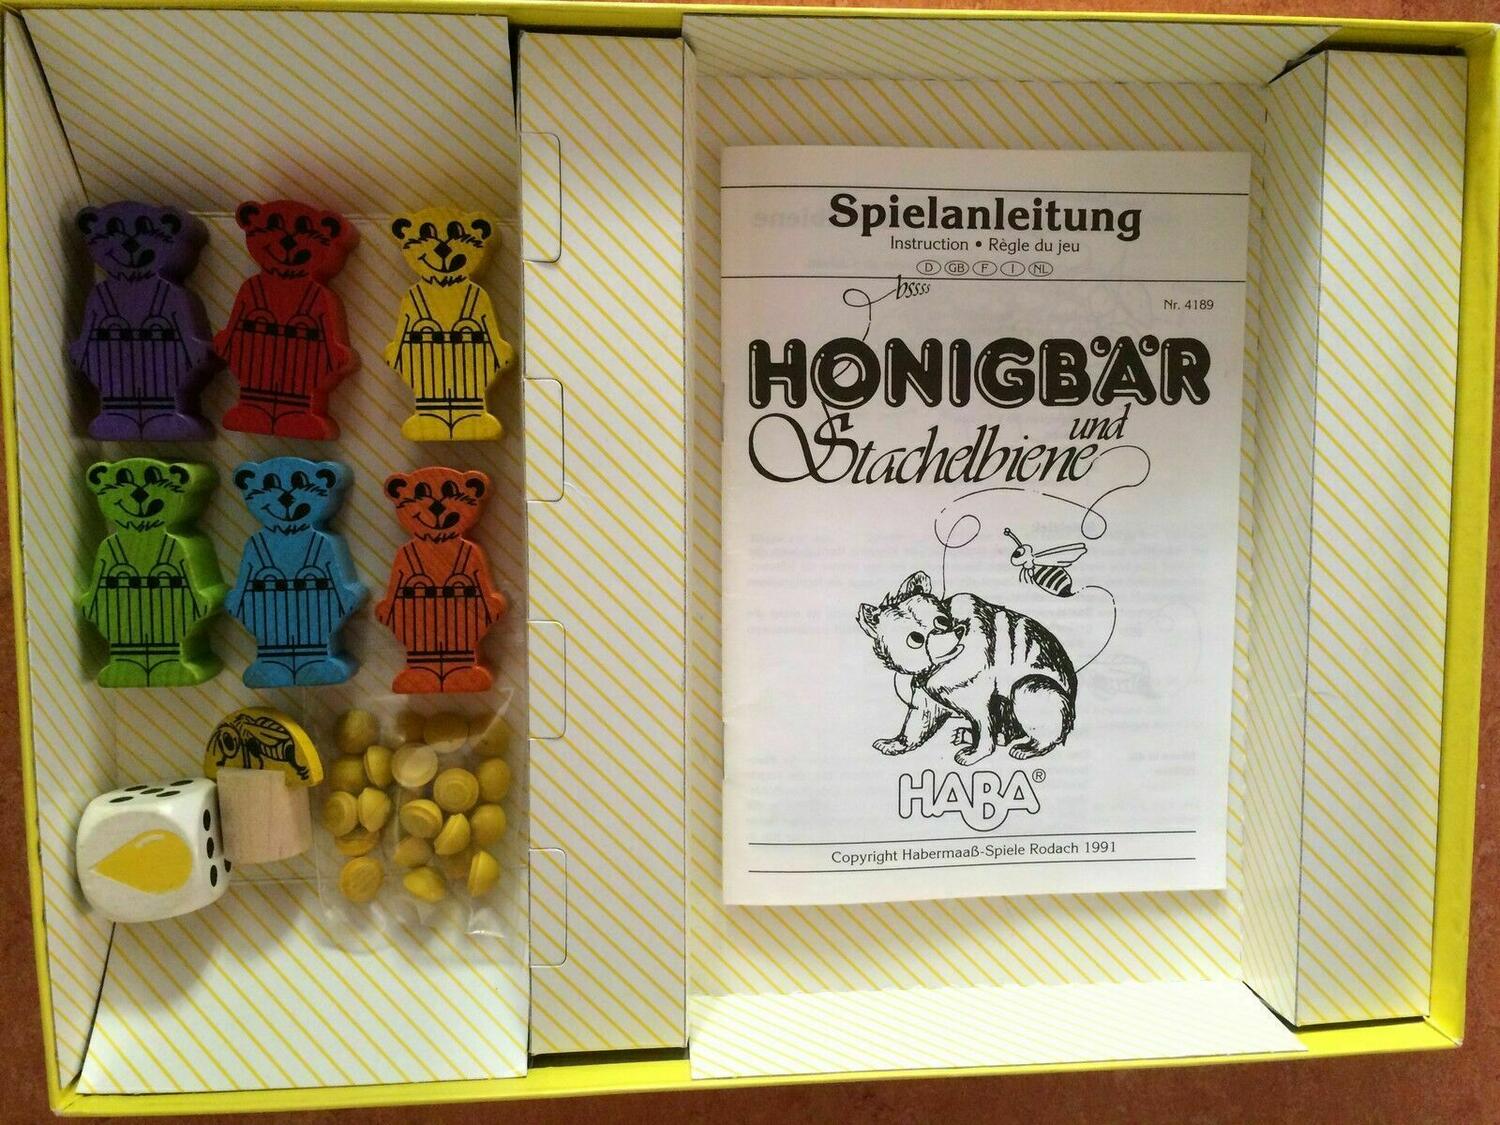 Spielanleitung
Instruction • Règle du jeu
D GB F I NL
bssss
Nr. 4189
HONIGBÄR
und
Stachelbiene
HABA®
Copyright Habermaaß-Spiele Rodach 1991